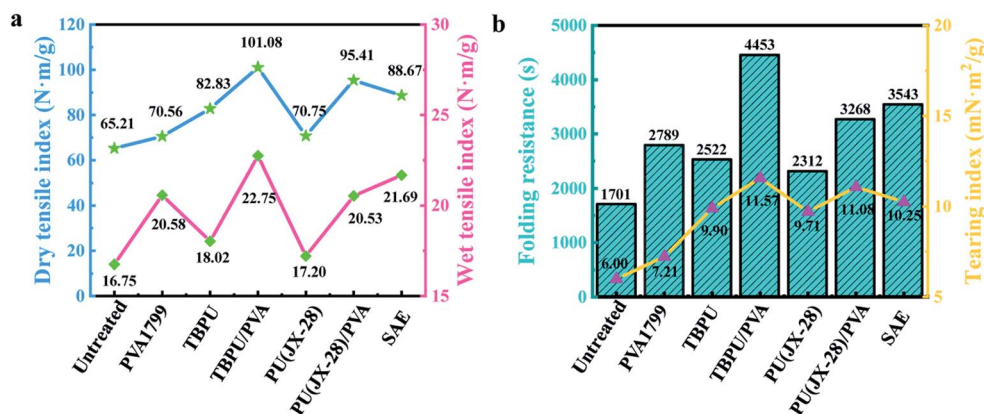 a
Dry tensile index (N·m/g)
120
100
80
60
40
20
0
65.21
70.56
82.83
101.08
70.75
95.41
88.67
16.75
20.58
18.02
22.75
17.20
20.53
21.69
30
25
20
15
Wet tensile index (N·m/g)
Untreated
PVA1799
TBPU
TBPU/PVA
PU(JX-28)
PU(JX-28)/PVA
SAE
b
Folding resistance (s)
5000
4000
3000
2000
1000
0
1701
2789
2522
4453
2312
3268
3543
6.00
7.21
9.90
11.57
9.71
11.08
10.25
20
15
10
5
Tearing index (mN·m²/g)
Untreated
PVA1799
TBPU
TBPU/PVA
PU(JX-28)
PU(JX-28)/PVA
SAE